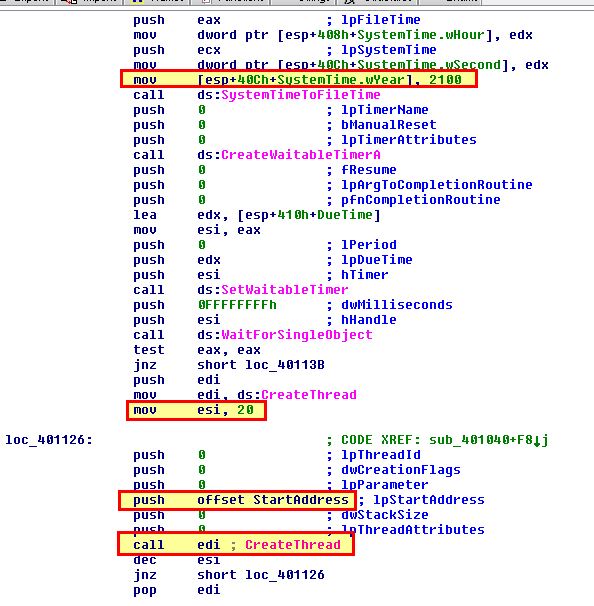 push eax ; lpFileTime
mov dword ptr [esp+408h+SystemTime.wHour], edx
push ecx ; lpSystemTime
mov dword ptr [esp+40Ch+SystemTime.wSecond], edx
mov [esp+40Ch+SystemTime.wYear], 2100
call ds:SystemTimeToFileTime
push 0 ; lpTimerName
push 0 ; bManualReset
push 0 ; lpTimerAttributes
call ds:CreateWaitableTimerA
push 0 ; fResume
push 0 ; lpArgToCompletionRoutine
push 0 ; pfnCompletionRoutine
lea edx, [esp+410h+DueTime]
mov esi, eax
push 0 ; lPeriod
push edx ; lpDueTime
push esi ; hTimer
call ds:SetWaitableTimer
push 0FFFFFFFFh ; dwMilliseconds
push esi ; hHandle
call ds:WaitForSingleObject
test eax, eax
jnz short loc_40113B
push edi
mov edi, ds:CreateThread
mov esi, 20
loc_401126: ; CODE XREF: sub_401040+F8↓j
push 0 ; lpThreadId
push 0 ; dwCreationFlags
push 0 ; lpParameter
push offset StartAddress ; lpStartAddress
push 0 ; dwStackSize
push 0 ; lpThreadAttributes
call edi ; CreateThread
dec esi
jnz short loc_401126
pop edi